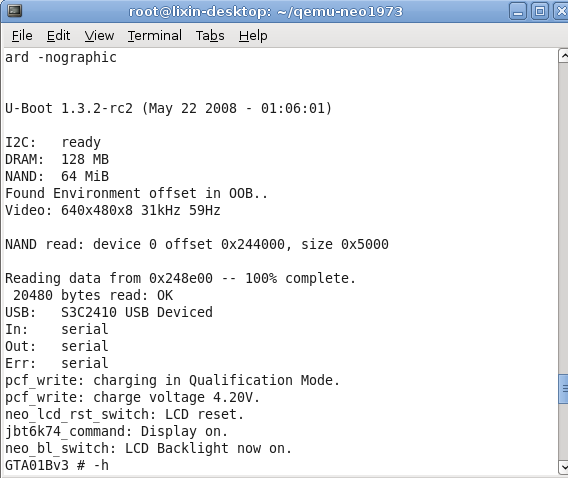 root@lixin-desktop: ~/qemu-neo1973
File Edit View Terminal Tabs Help
ard -nographic
U-Boot 1.3.2-rc2 (May 22 2008 - 01:06:01)
I2C:   ready
DRAM:  128 MB
NAND:  64 MiB
Found Environment offset in OOB..
Video: 640x480x8 31kHz 59Hz
NAND read: device 0 offset 0x244000, size 0x5000
Reading data from 0x248e00 -- 100% complete.
 20480 bytes read: OK
USB:   S3C2410 USB Deviced
In:    serial
Out:   serial
Err:   serial
pcf_write: charging in Qualification Mode.
pcf_write: charge voltage 4.20V.
neo_lcd_rst_switch: LCD reset.
jbt6k74_command: Display on.
neo_bl_switch: LCD Backlight now on.
GTA01Bv3 # -h